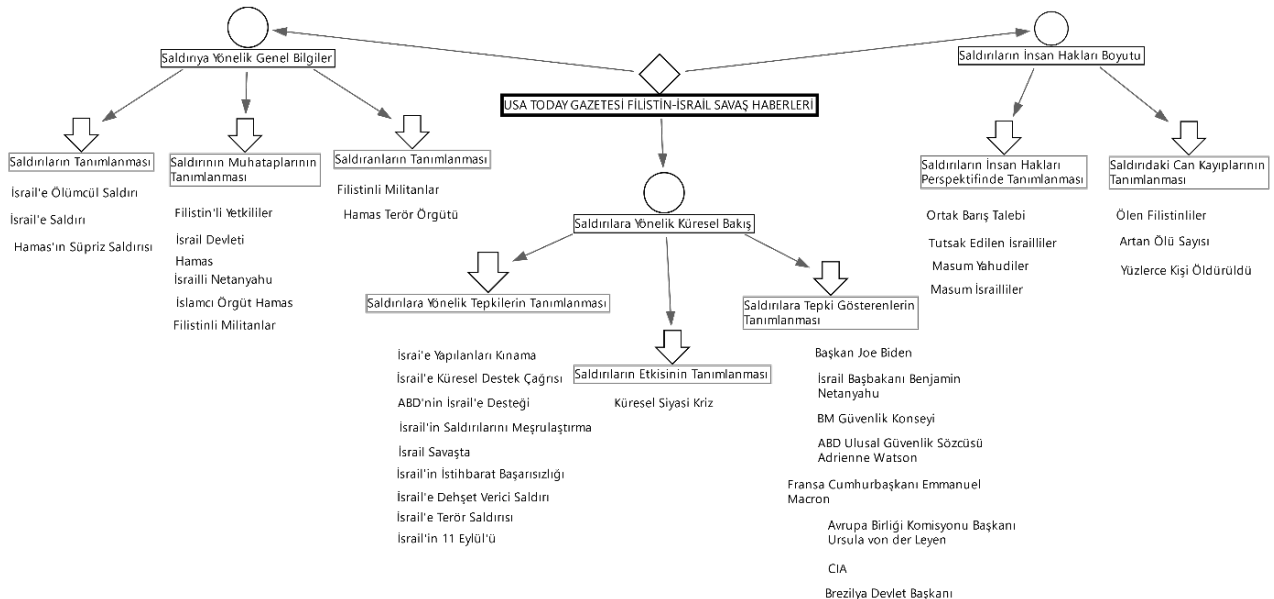 USA TODAY GAZETESİ FİLİSTİN-İSRAİL SAVAŞ HABERLERİ
Saldırıya Yönelik Genel Bilgiler
Saldırıların Tanımlanması
İsrail'e Ölümcül Saldırı
İsrail'e Saldırı
Hamas'ın Süpriz Saldırısı
Saldırının Muhataplarının
Tanımlanması
Filistin'li Yetkililer
İsrail Devleti
Hamas
İsrailli Netanyahu
İslamcı Örgüt Hamas
Filistinli Militanlar
Saldıranların Tanımlanması
Filistinli Militanlar
Hamas Terör Örgütü
Saldırılara Yönelik Küresel Bakış
Saldırılara Yönelik Tepkilerin Tanımlanması
İsrai'e Yapılanları Kınama
İsrail'e Küresel Destek Çağrısı
ABD'nin İsrail'e Desteği
İsrail'in Saldırılarını Meşrulaştırma
İsrail Savaşta
İsrail'in İstihbarat Başarısızlığı
İsrail'e Dehşet Verici Saldırı
İsrail'e Terör Saldırısı
İsrail'in 11 Eylül'ü
Saldırıların Etkisinin Tanımlanması
Küresel Siyasi Kriz
Saldırılara Tepki Gösterenlerin
Tanımlanması
Başkan Joe Biden
İsrail Başbakanı Benjamin
Netanyahu
BM Güvenlik Konseyi
ABD Ulusal Güvenlik Sözcüsü
Adrienne Watson
Fransa Cumhurbaşkanı Emmanuel
Macron
Avrupa Birliği Komisyonu Başkanı
Ursula von der Leyen
CIA
Brezilya Devlet Başkanı
Saldırıların İnsan Hakları Boyutu
Saldırıların İnsan Hakları
Perspektifinde Tanımlanması
Ortak Barış Talebi
Tutsak Edilen İsrailliler
Masum Yahudiler
Masum İsrailliler
Saldırıdaki Can Kayıplarının
Tanımlanması
Ölen Filistinliler
Artan Ölü Sayısı
Yüzlerce Kişi Öldürüldü